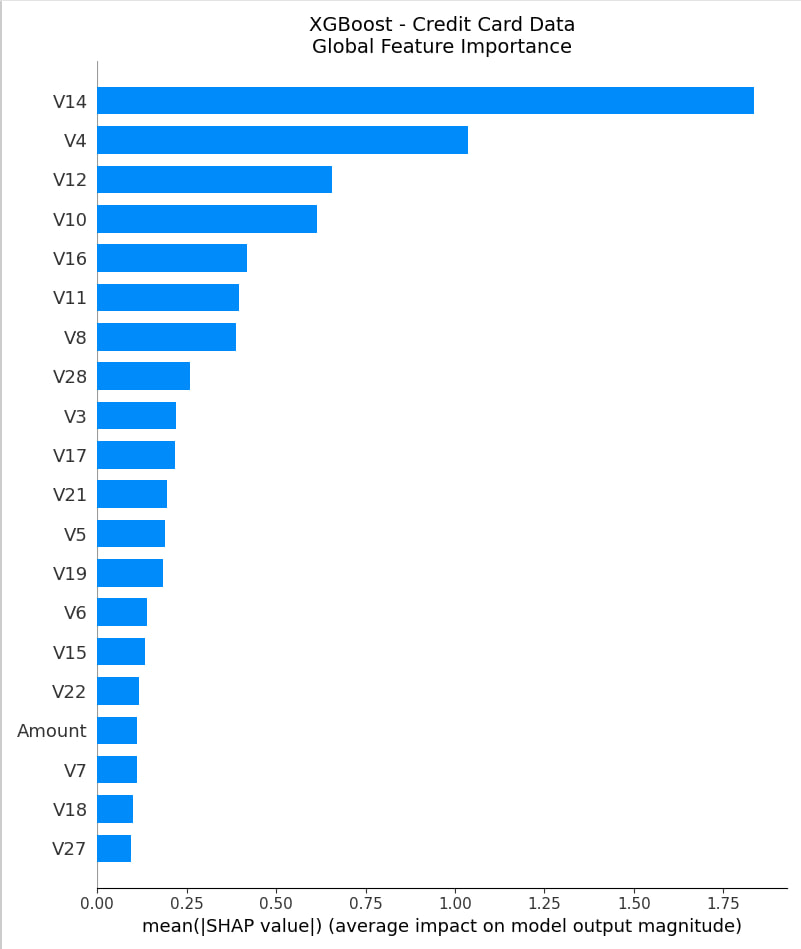 XGBoost - Credit Card Data
Global Feature Importance
V14
V4
V12
V10
V16
V11
V8
V28
V3
V17
V21
V5
V19
V6
V15
V22
Amount
V7
V18
V27
0.00 0.25 0.50 0.75 1.00 1.25 1.50 1.75
mean(|SHAP value|) (average impact on model output magnitude)